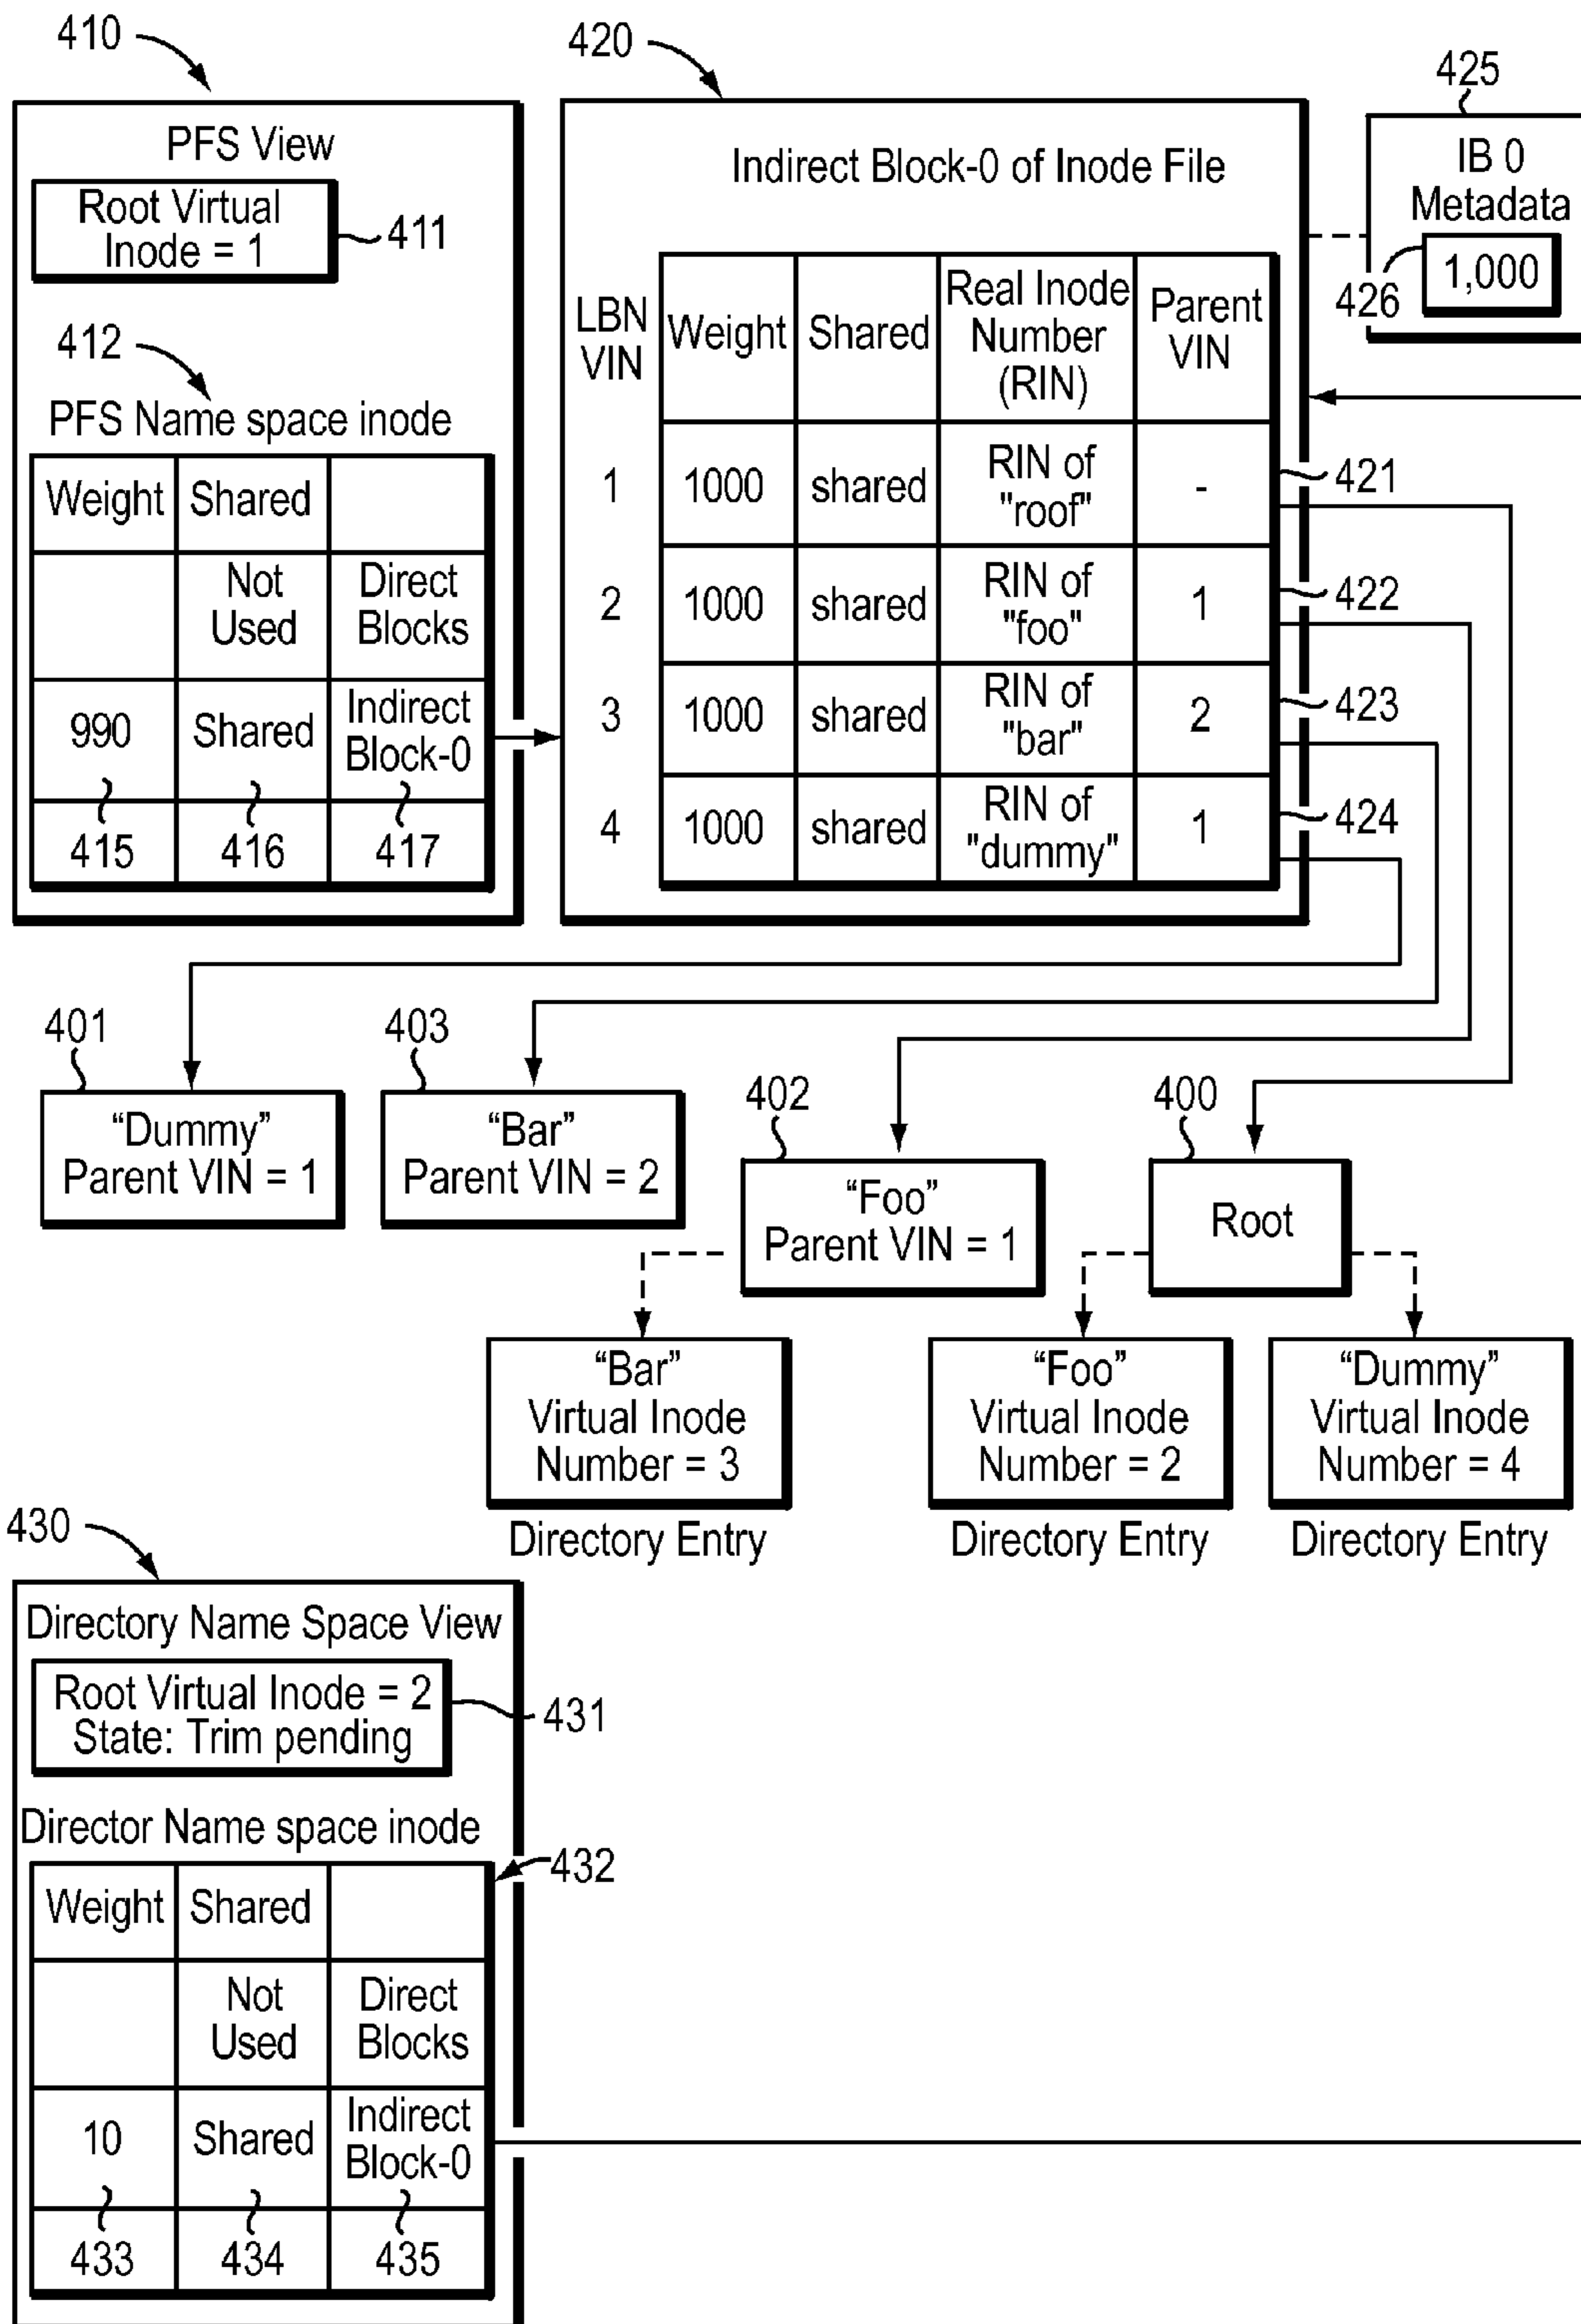 410
420
425
PFS View
Root Virtual
Inode = 1
411
412
PFS Name space inode
Weight Shared
Not Used Direct Blocks
990 Shared Indirect Block-0
415 416 417
Indirect Block-0 of Inode File
LBN VIN Weight Shared Real Inode Number (RIN) Parent VIN
1 1000 shared RIN of "roof" - 421
2 1000 shared RIN of "foo" 1 422
3 1000 shared RIN of "bar" 2 423
4 1000 shared RIN of "dummy" 1 424
IB 0
Metadata
426 1,000
401
"Dummy"
Parent VIN = 1
403
"Bar"
Parent VIN = 2
402
“Foo”
Parent VIN = 1
400
Root
“Bar”
Virtual Inode
Number = 3
Directory Entry
“Foo”
Virtual Inode
Number = 2
Directory Entry
“Dummy”
Virtual Inode
Number = 4
Directory Entry
430
Directory Name Space View
Root Virtual Inode = 2
State: Trim pending
431
Director Name space inode
432
Weight Shared
Not Used Direct Blocks
10 Shared Indirect Block-0
433 434 435